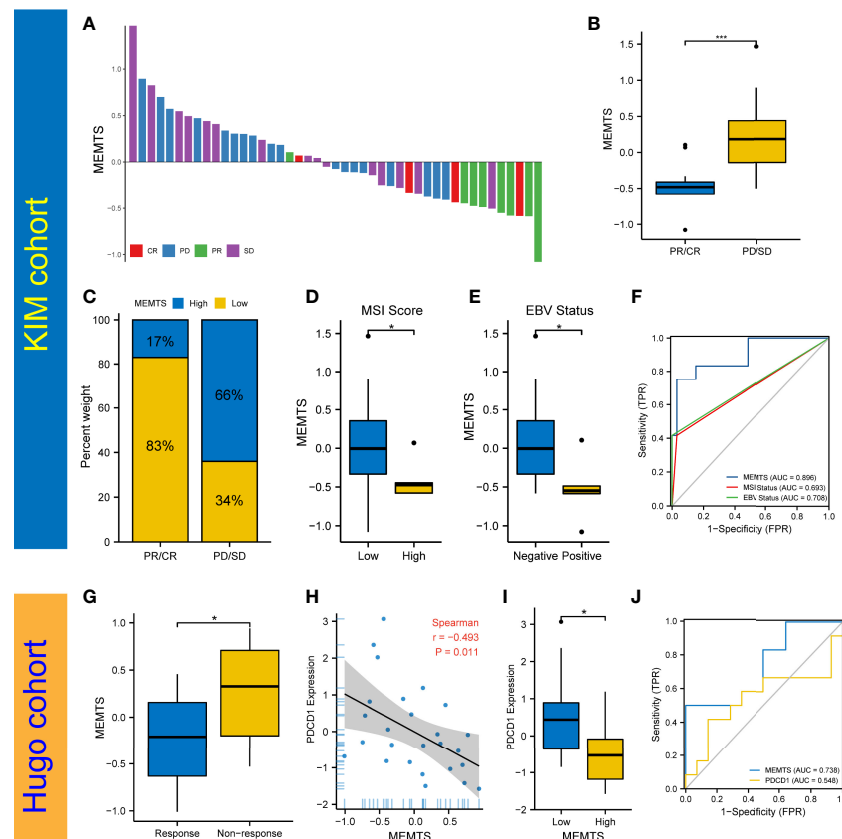 KIM cohort
A
MEMTS
1.0
0.5
0.0
−0.5
−1.0
CR PD PR SD
B
***
MEMTS
1.5
1.0
0.5
0.0
−0.5
−1.0
PR/CR PD/SD
C
MEMTS High Low
Percent weight
100
80
60
40
20
0
17%
83%
66%
34%
PR/CR PD/SD
D
MSI Score
*
MEMTS
1.5
1.0
0.5
0.0
−0.5
−1.0
Low High
E
EBV Status
*
MEMTS
1.5
1.0
0.5
0.0
−0.5
−1.0
Negative Positive
F
Sensitivity (TPR)
1.0
0.8
0.6
0.4
0.2
0.0
MEMTS (AUC = 0.896)
MSI Status (AUC = 0.693)
EBV Status (AUC = 0.708)
0.0 0.2 0.4 0.6 0.8 1.0
1-Specificity (FPR)
Hugo cohort
G
*
MEMTS
1.0
0.5
0.0
−0.5
−1.0
Response Non−response
H
Spearman
r = −0.493
P = 0.011
PDCD1 Expression
3
2
1
0
−1
−2
−1.0 −0.5 0.0 0.5
MEMTS
I
*
PDCD1 Expression
3
2
1
0
−1
−2
Low High
MEMTS
J
Sensitivity (TPR)
1.0
0.8
0.6
0.4
0.2
0.0
MEMTS (AUC = 0.738)
PDCD1 (AUC = 0.548)
0.0 0.2 0.4 0.6 0.8 1.0
1-Specificity (FPR)